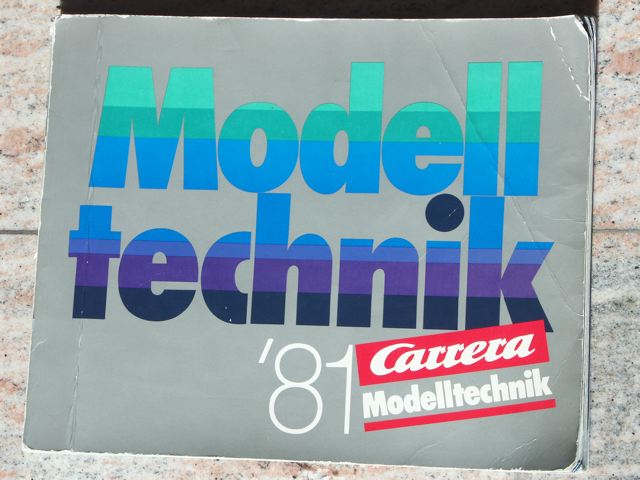 Modell
technik
'81
Carrera
Modelltechnik